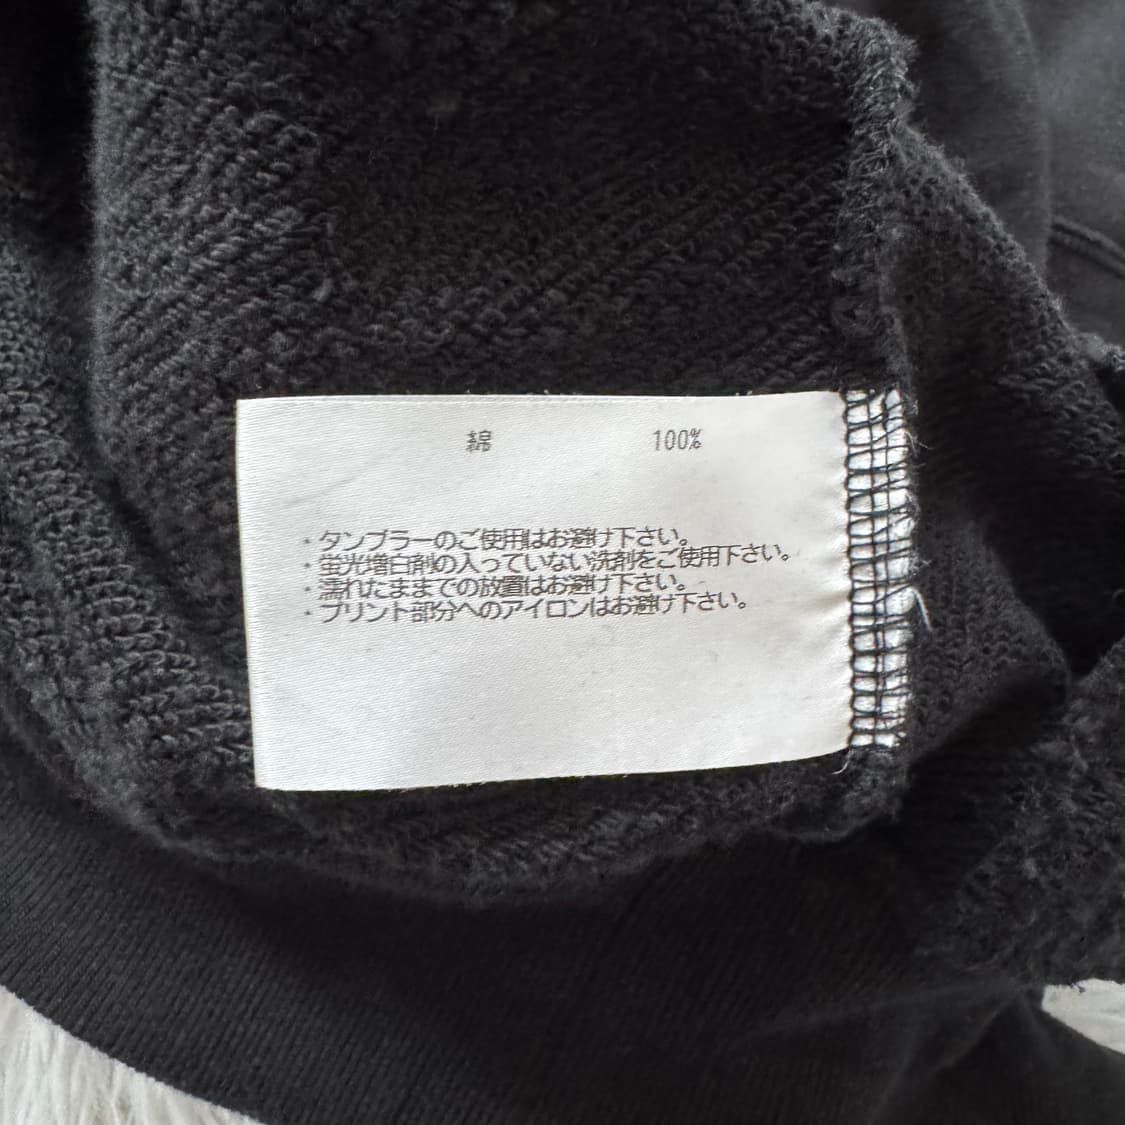 綿 100%
・タンブラーのご使用はお避け下さい。
・蛍光増白剤の入っていない洗剤をご使用下さい。
・濡れたままでの放置はお避け下さい。
・プリント部分へのアイロンはお避け下さい。